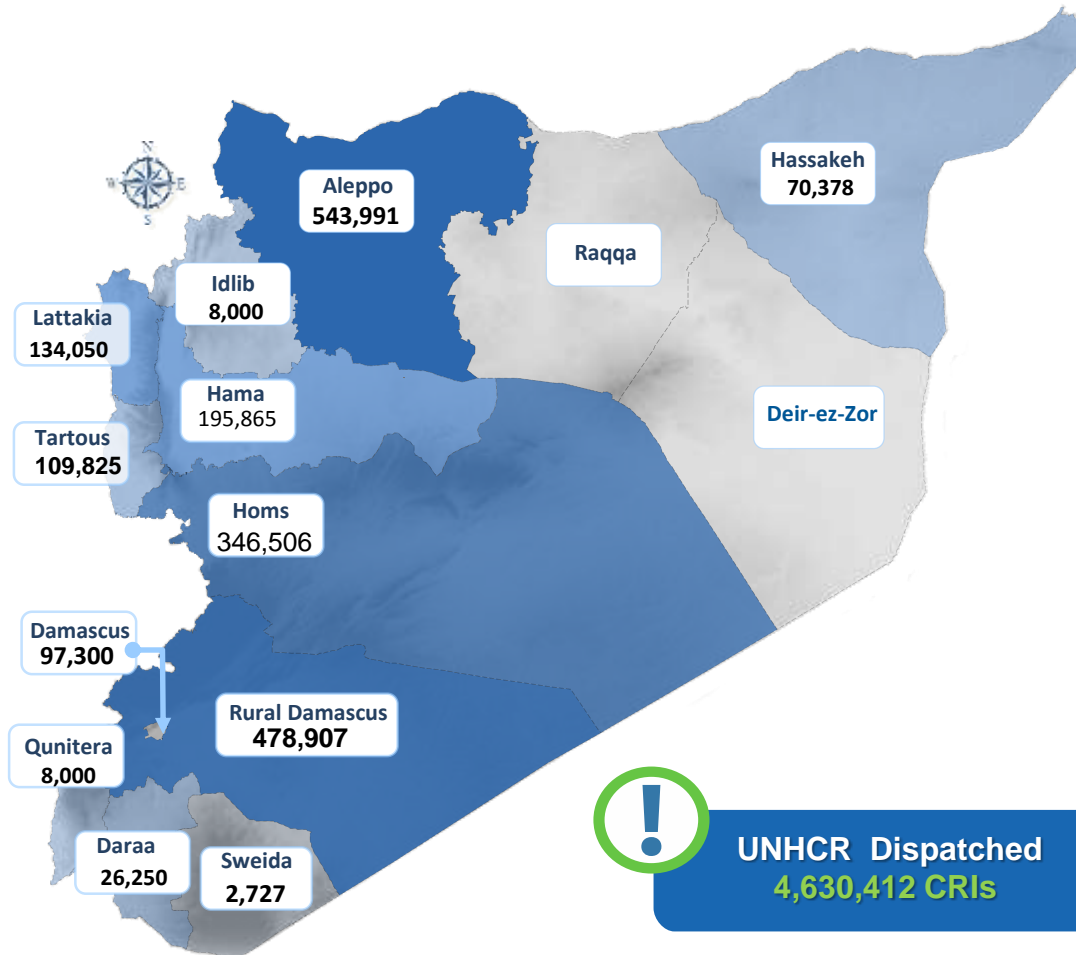 N
W E
S
Aleppo
543,991
Hassakeh
70,378
Raqqa
Idlib
8,000
Lattakia
134,050
Hama
195,865
Deir-ez-Zor
Tartous
109,825
Homs
346,506
Damascus
97,300
Rural Damascus
478,907
Qunitera
8,000
Daraa
26,250
Sweida
2,727
!
UNHCR Dispatched
4,630,412 CRIs